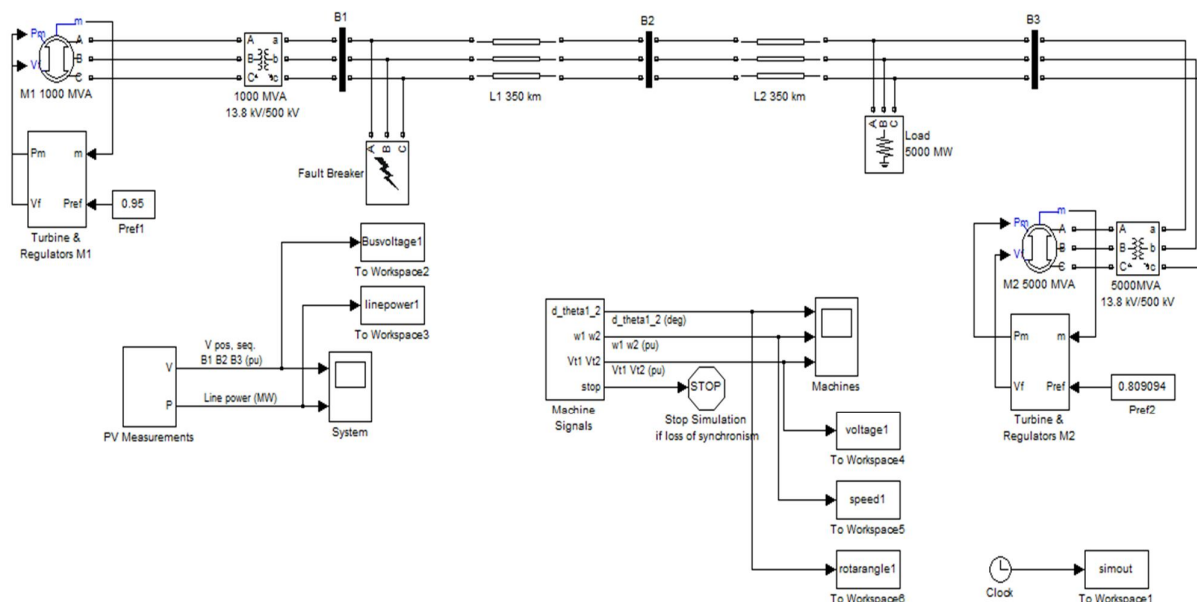 B1
B2
B3
m
Pm
A
B
C
A
B
C
a
b
c
M1 1000 MVA
1000 MVA
13.8 kV/500 kV
L1 350 km
L2 350 km
A
B
C
Fault Breaker
A
B
C
Load
5000 MW
Pm
m
Vf
Pref
0.95
Pref1
Turbine &
Regulators M1
m
Pm
A
B
C
A
B
C
a
b
c
M2 5000 MVA
5000MVA
13.8 kV/500 kV
Pm
m
Vf
Pref
0.809094
Pref2
Turbine &
Regulators M2
Busvoltage1
To Workspace2
linepower1
To Workspace3
V pos, seq.
B1 B2 B3 (pu)
V
P
Line power (MW)
PV Measurements
System
d_theta1_2
d_theta1_2 (deg)
w1 w2
w1 w2 (pu)
Vt1 Vt2
Vt1 Vt2 (pu)
stop
Machine
Signals
STOP
Stop Simulation
if loss of synchronism
Machines
voltage1
To Workspace4
speed1
To Workspace5
rotarangle1
To Workspace6
Clock
simout
To Workspace1